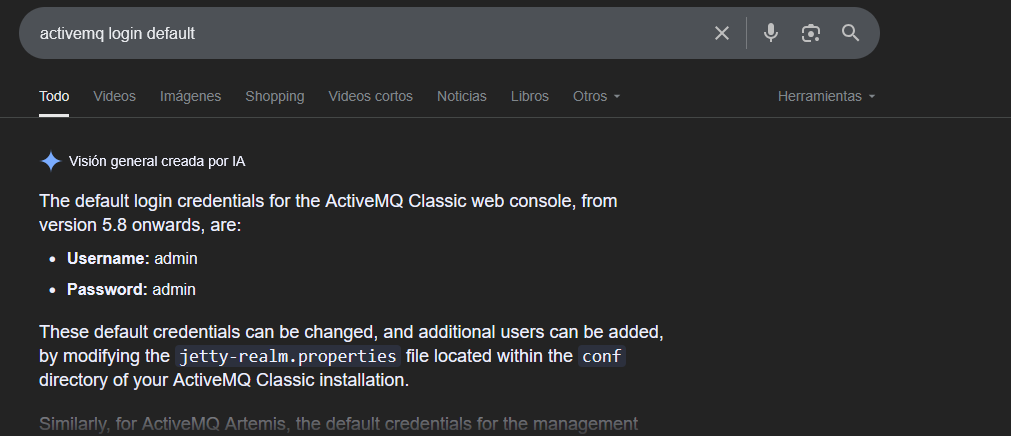 activemq login default
Todo Videos Imágenes Shopping Videos cortos Noticias Libros Otros Herramientas
Visión general creada por IA
The default login credentials for the ActiveMQ Classic web console, from
version 5.8 onwards, are:
• Username: admin
• Password: admin
These default credentials can be changed, and additional users can be added,
by modifying the jetty-realm.properties file located within the conf
directory of your ActiveMQ Classic installation.
Similarly, for ActiveMQ Artemis, the default credentials for the management